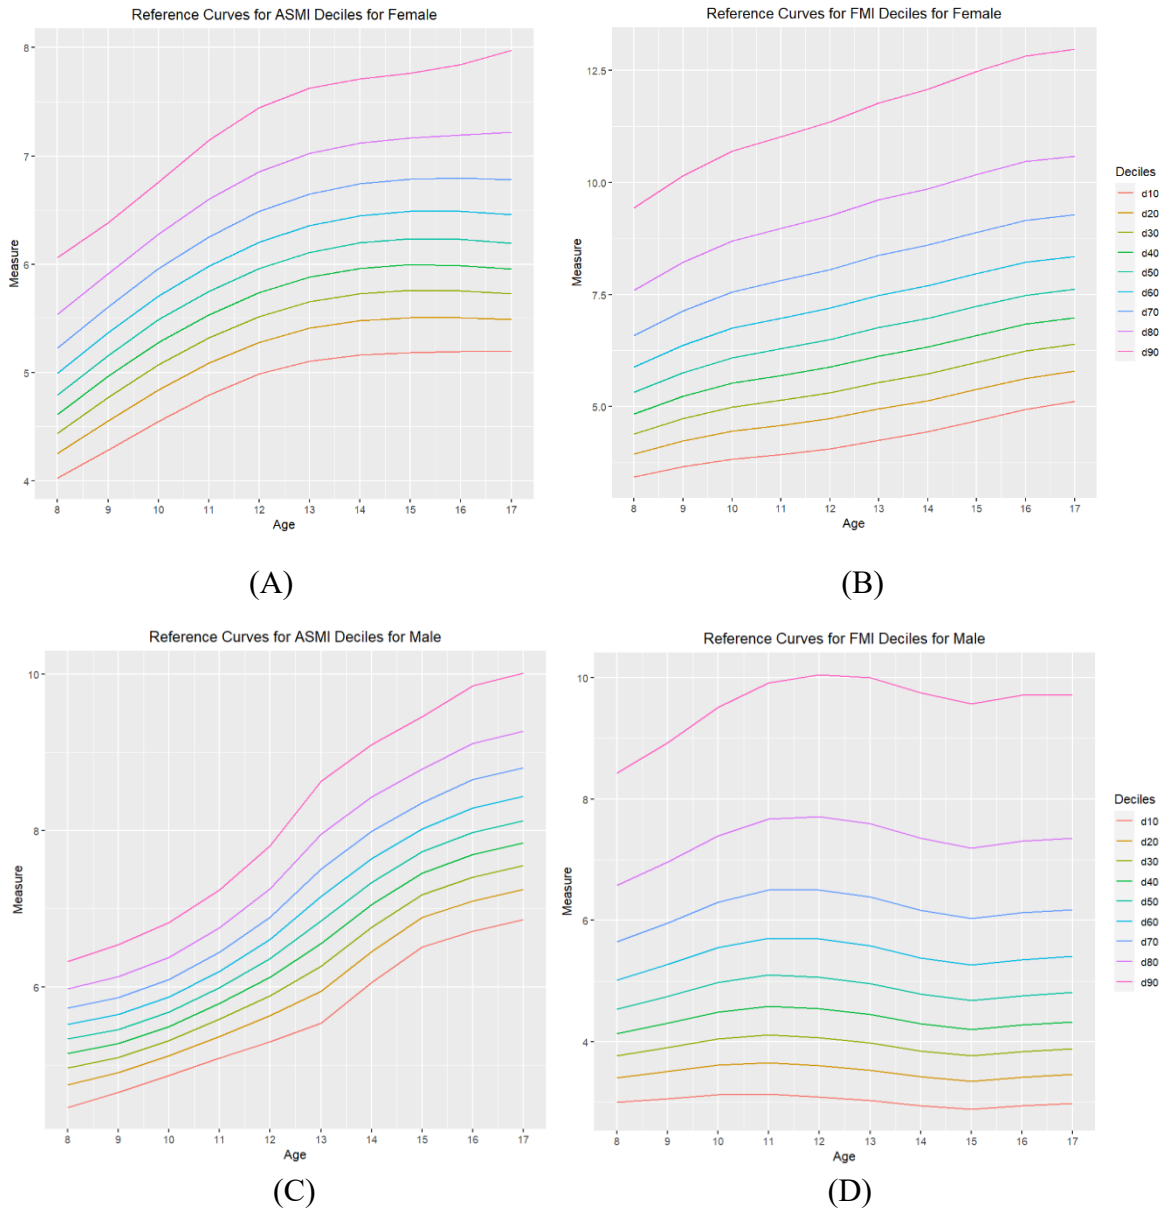 Reference Curves for ASMI Deciles for Female
8
7
6
5
4
Measure
8 9 10 11 12 13 14 15 16 17
Age
(A)
Reference Curves for FMI Deciles for Female
12.5
10.0
7.5
5.0
Measure
8 9 10 11 12 13 14 15 16 17
Age
(B)
Deciles
d10
d20
d30
d40
d50
d60
d70
d80
d90
Reference Curves for ASMI Deciles for Male
10
8
6
Measure
8 9 10 11 12 13 14 15 16 17
Age
(C)
Reference Curves for FMI Deciles for Male
10
8
6
4
Measure
8 9 10 11 12 13 14 15 16 17
Age
(D)
Deciles
d10
d20
d30
d40
d50
d60
d70
d80
d90